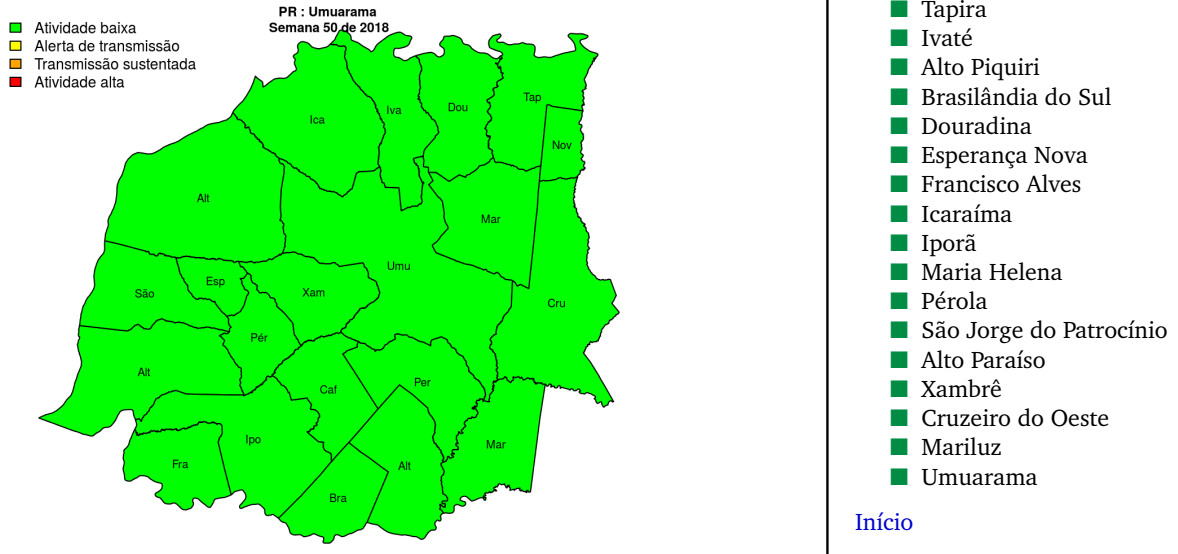 PR : Umuarama
Semana 50 de 2018
Atividade baixa
Alerta de transmissão
Transmissão sustentada
Atividade alta
Ica
Iva
Dou
Tap
Nov
Alt
Mar
Umu
Esp
São
Xam
Cru
Pér
Alt
Caf
Per
Ipo
Mar
Fra
Alt
Bra
Tapira
Ivaté
Alto Piquiri
Brasilândia do Sul
Douradina
Esperança Nova
Francisco Alves
Icaraíma
Iporã
Maria Helena
Pérola
São Jorge do Patrocínio
Alto Paraíso
Xambrê
Cruzeiro do Oeste
Mariluz
Umuarama
Início